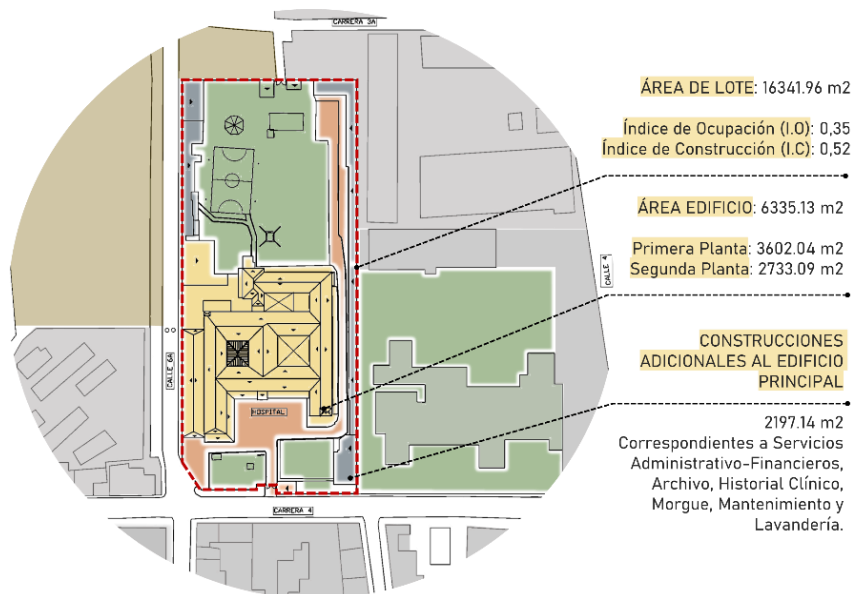 CARRERA 3A
ÁREA DE LOTE: 16341.96 m2
Índice de Ocupación (I.O): 0,35
Índice de Construcción (I.C): 0,52
ÁREA EDIFICIO: 6335.13 m2
Primera Planta: 3602.04 m2
Segunda Planta: 2733.09 m2
CALLE 4
CALLE 6A
CONSTRUCCIONES
ADICIONALES AL EDIFICIO
PRINCIPAL
HOSPITAL
2197.14 m2
Correspondientes a Servicios
Administrativo-Financieros,
Archivo, Historial Clínico,
Morgue, Mantenimiento y
Lavandería.
CARRERA 4